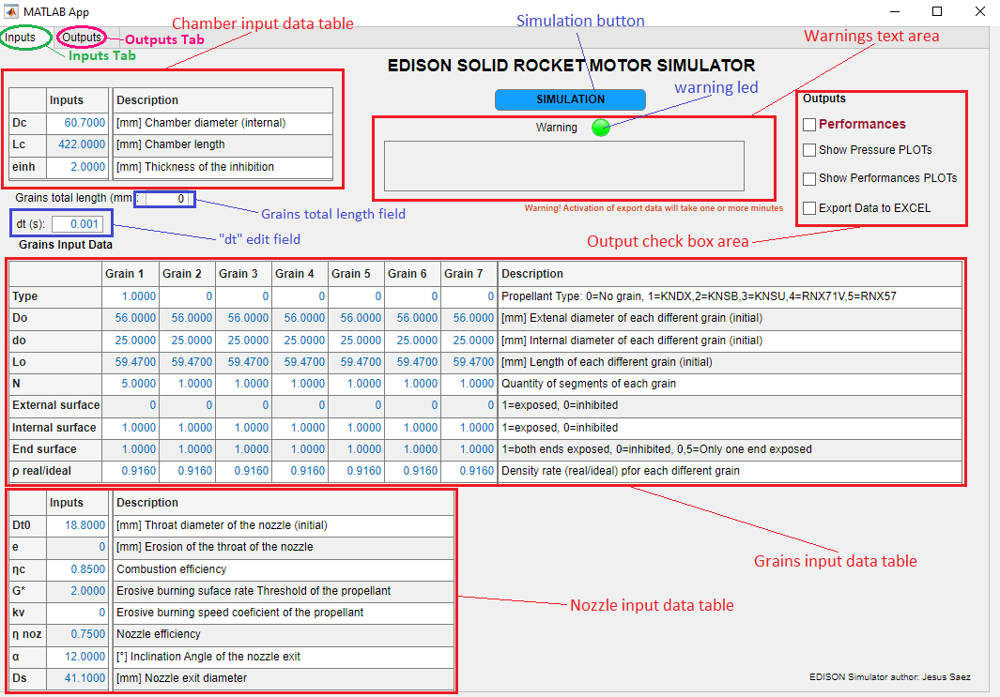 MATLAB App
Chamber input data table
Simulation button
Inputs
Outputs
Outputs Tab
Inputs Tab
Warnings text area
EDISON SOLID ROCKET MOTOR SIMULATOR
warning led
SIMULATION
Warning
Outputs
Performances
Show Pressure PLOTs
Show Performances PLOTs
Export Data to EXCEL
Inputs Description
Dc 60.7000 [mm] Chamber diameter (internal)
Lc 422.0000 [mm] Chamber length
einh 2.0000 [mm] Thickness of the inhibition
Grains total length (mm): 0
Warning! Activation of export data will take one or more minutes
Grains total length field
dt (s): 0.001
"dt" edit field
Output check box area
Grains Input Data
Grain 1 Grain 2 Grain 3 Grain 4 Grain 5 Grain 6 Grain 7 Description
Type 1.0000 0 0 0 0 0 0 Propellant Type: 0=No grain, 1=KNDX,2=KNSB,3=KNSU,4=RNX71V,5=RNX57
Do 56.0000 56.0000 56.0000 56.0000 56.0000 56.0000 56.0000 [mm] Extenal diameter of each different grain (initial)
do 25.0000 25.0000 25.0000 25.0000 25.0000 25.0000 25.0000 [mm] Internal diameter of each different grain (initial)
Lo 59.4700 59.4700 59.4700 59.4700 59.4700 59.4700 59.4700 [mm] Length of each different grain (initial)
N 5.0000 1.0000 1.0000 1.0000 1.0000 1.0000 1.0000 Quantity of segments of each grain
External surface 0 0 0 0 0 0 0 1=exposed, 0=inhibited
Internal surface 1.0000 1.0000 1.0000 1.0000 1.0000 1.0000 1.0000 1=exposed, 0=inhibited
End surface 1.0000 1.0000 1.0000 1.0000 1.0000 1.0000 1.0000 1=both ends exposed, 0=inhibited, 0,5=Only one end exposed
ρ real/ideal 0.9160 0.9160 0.9160 0.9160 0.9160 0.9160 0.9160 Density rate (real/ideal) pfor each different grain
Inputs Description
Dt0 18.8000 [mm] Throat diameter of the nozzle (initial)
e 0 [mm] Erosion of the throat of the nozzle
ηc 0.8500 Combustion efficiency
G* 2.0000 Erosive burning suface rate Threshold of the propellant
kv 0 Erosive burning speed coeficient of the propellant
η noz 0.7500 Nozzle efficiency
α 12.0000 [°] Inclination Angle of the nozzle exit
Ds 41.1000 [mm] Nozzle exit diameter
Grains input data table
Nozzle input data table
EDISON Simulator author: Jesus Saez